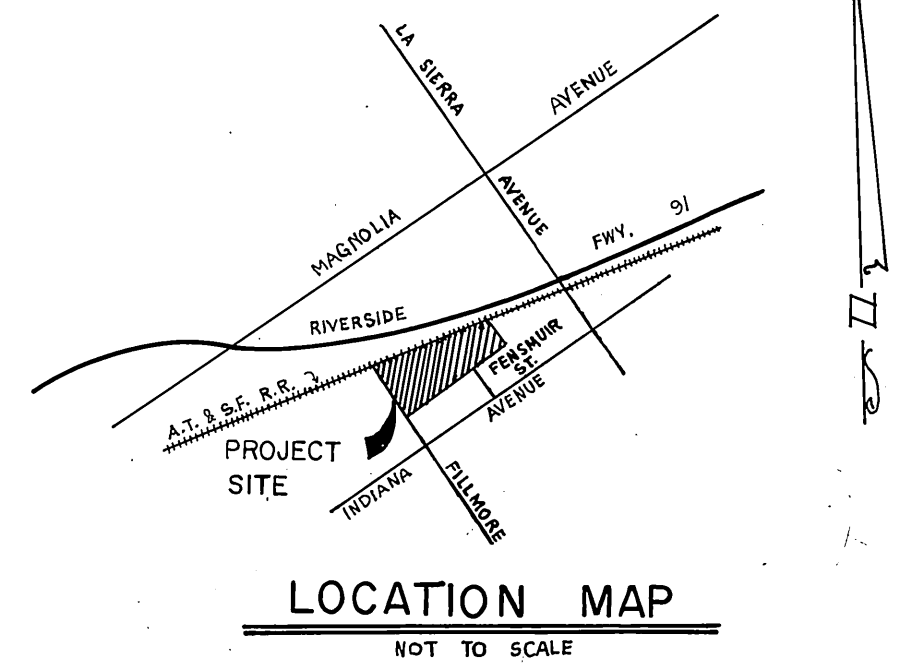 LA SIERRA
AVENUE
MAGNOLIA
AVENUE
RIVERSIDE
FWY. 91
A.T. & S.F. R.R.
FENSMUIR
ST.
PROJECT
SITE
INDIANA
AVENUE
FILLMORE
LOCATION MAP
NOT TO SCALE